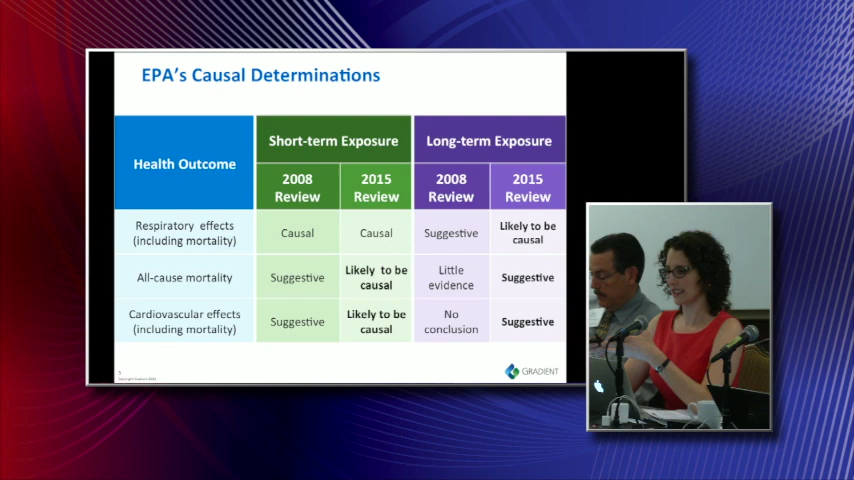 EPA's Causal Determinations
Health Outcome
Short-term Exposure
Long-term Exposure
2008 Review
2015 Review
2008 Review
2015 Review
Respiratory effects
(including mortality)
Causal
Causal
Suggestive
Likely to be
causal
All-cause mortality
Suggestive
Likely to be
causal
Little
evidence
Suggestive
Cardiovascular effects
(including mortality)
Suggestive
Likely to be
causal
No
conclusion
Suggestive
GRADIENT